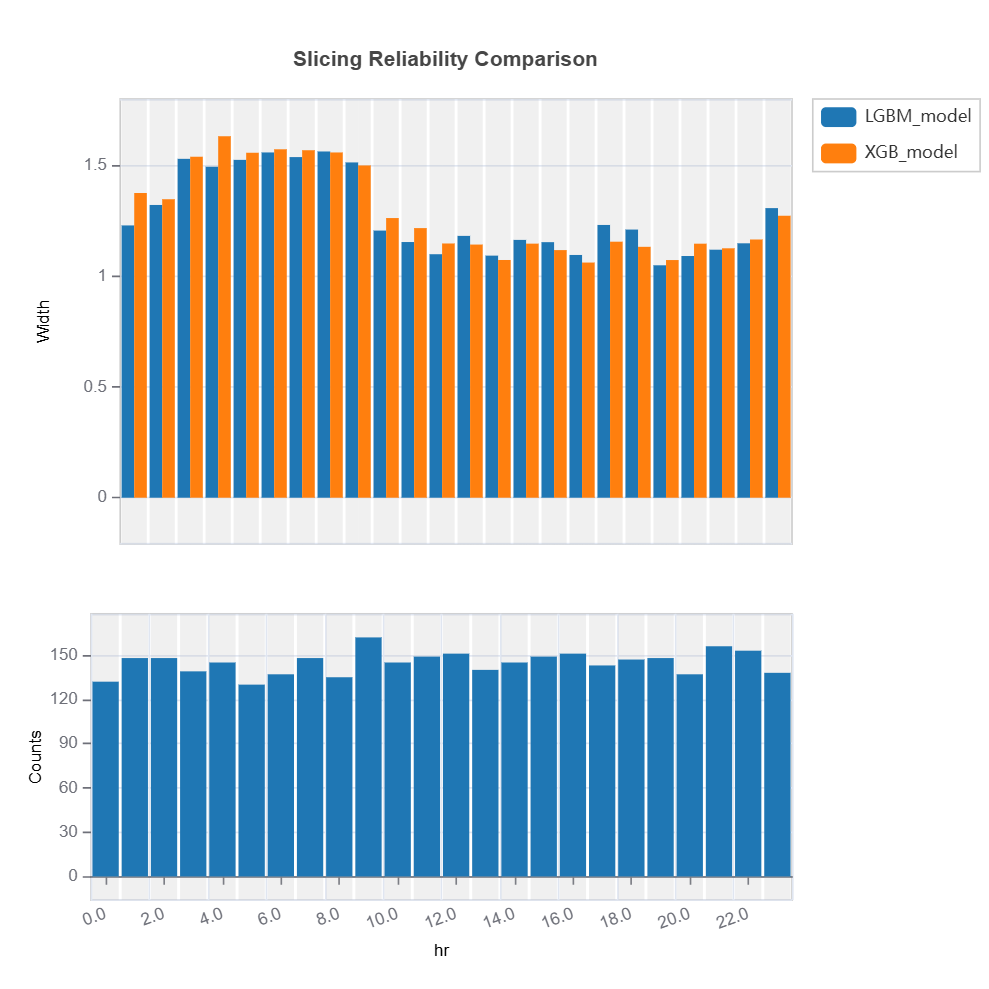 Slicing Reliability Comparison
LGBM_model
XGB_model
1.5
1
0.5
0
Width
150
120
90
60
30
0
Counts
0.0 2.0 4.0 6.0 8.0 10.0 12.0 14.0 16.0 18.0 20.0 22.0
hr